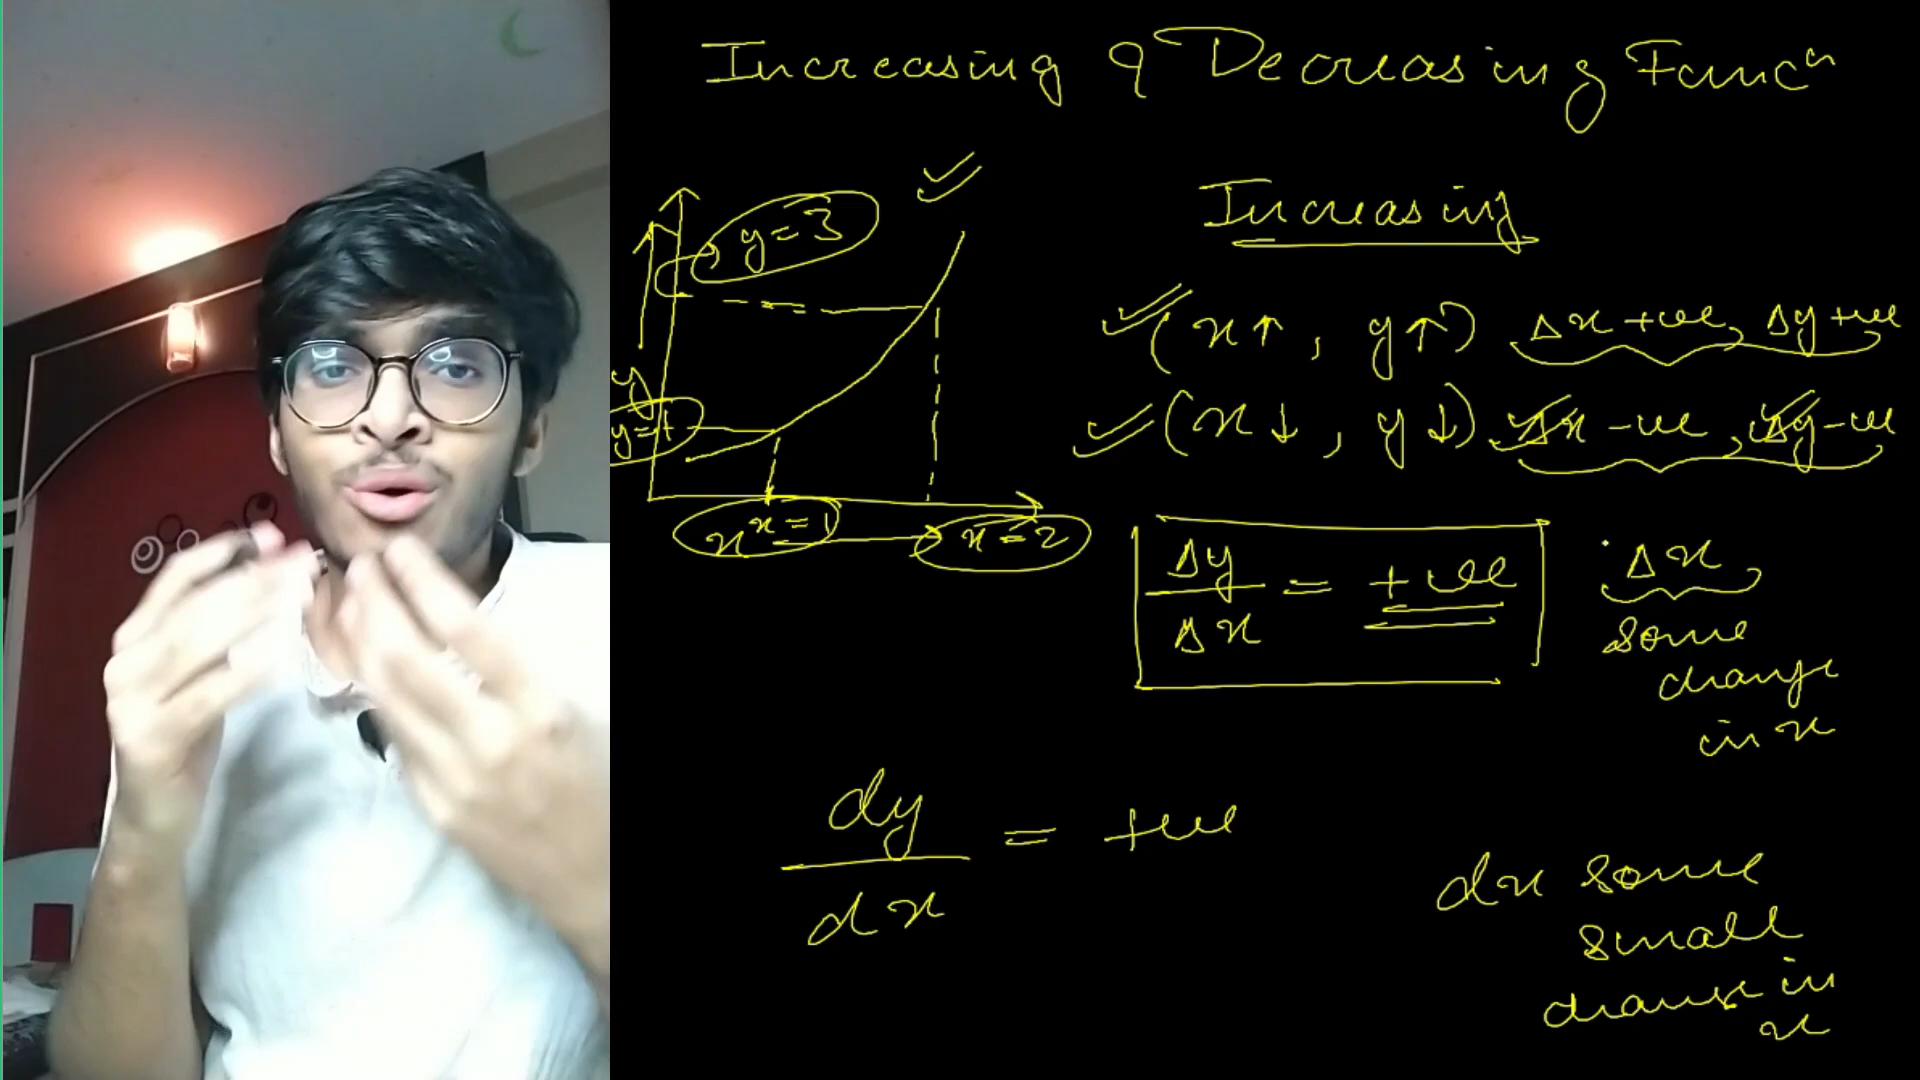 Increasing & Decreasing Funcⁿ
y = 3
y
y = 1
x
x = 1
x = 2
Increasing
(x↑, y↑) Δx +ve, Δy +ve
(x↓, y↓) Δx -ve, Δy -ve
Δy/Δx = +ve
Δx
some
change
in x
dy/dx = +ve
dx some
small
change in
x